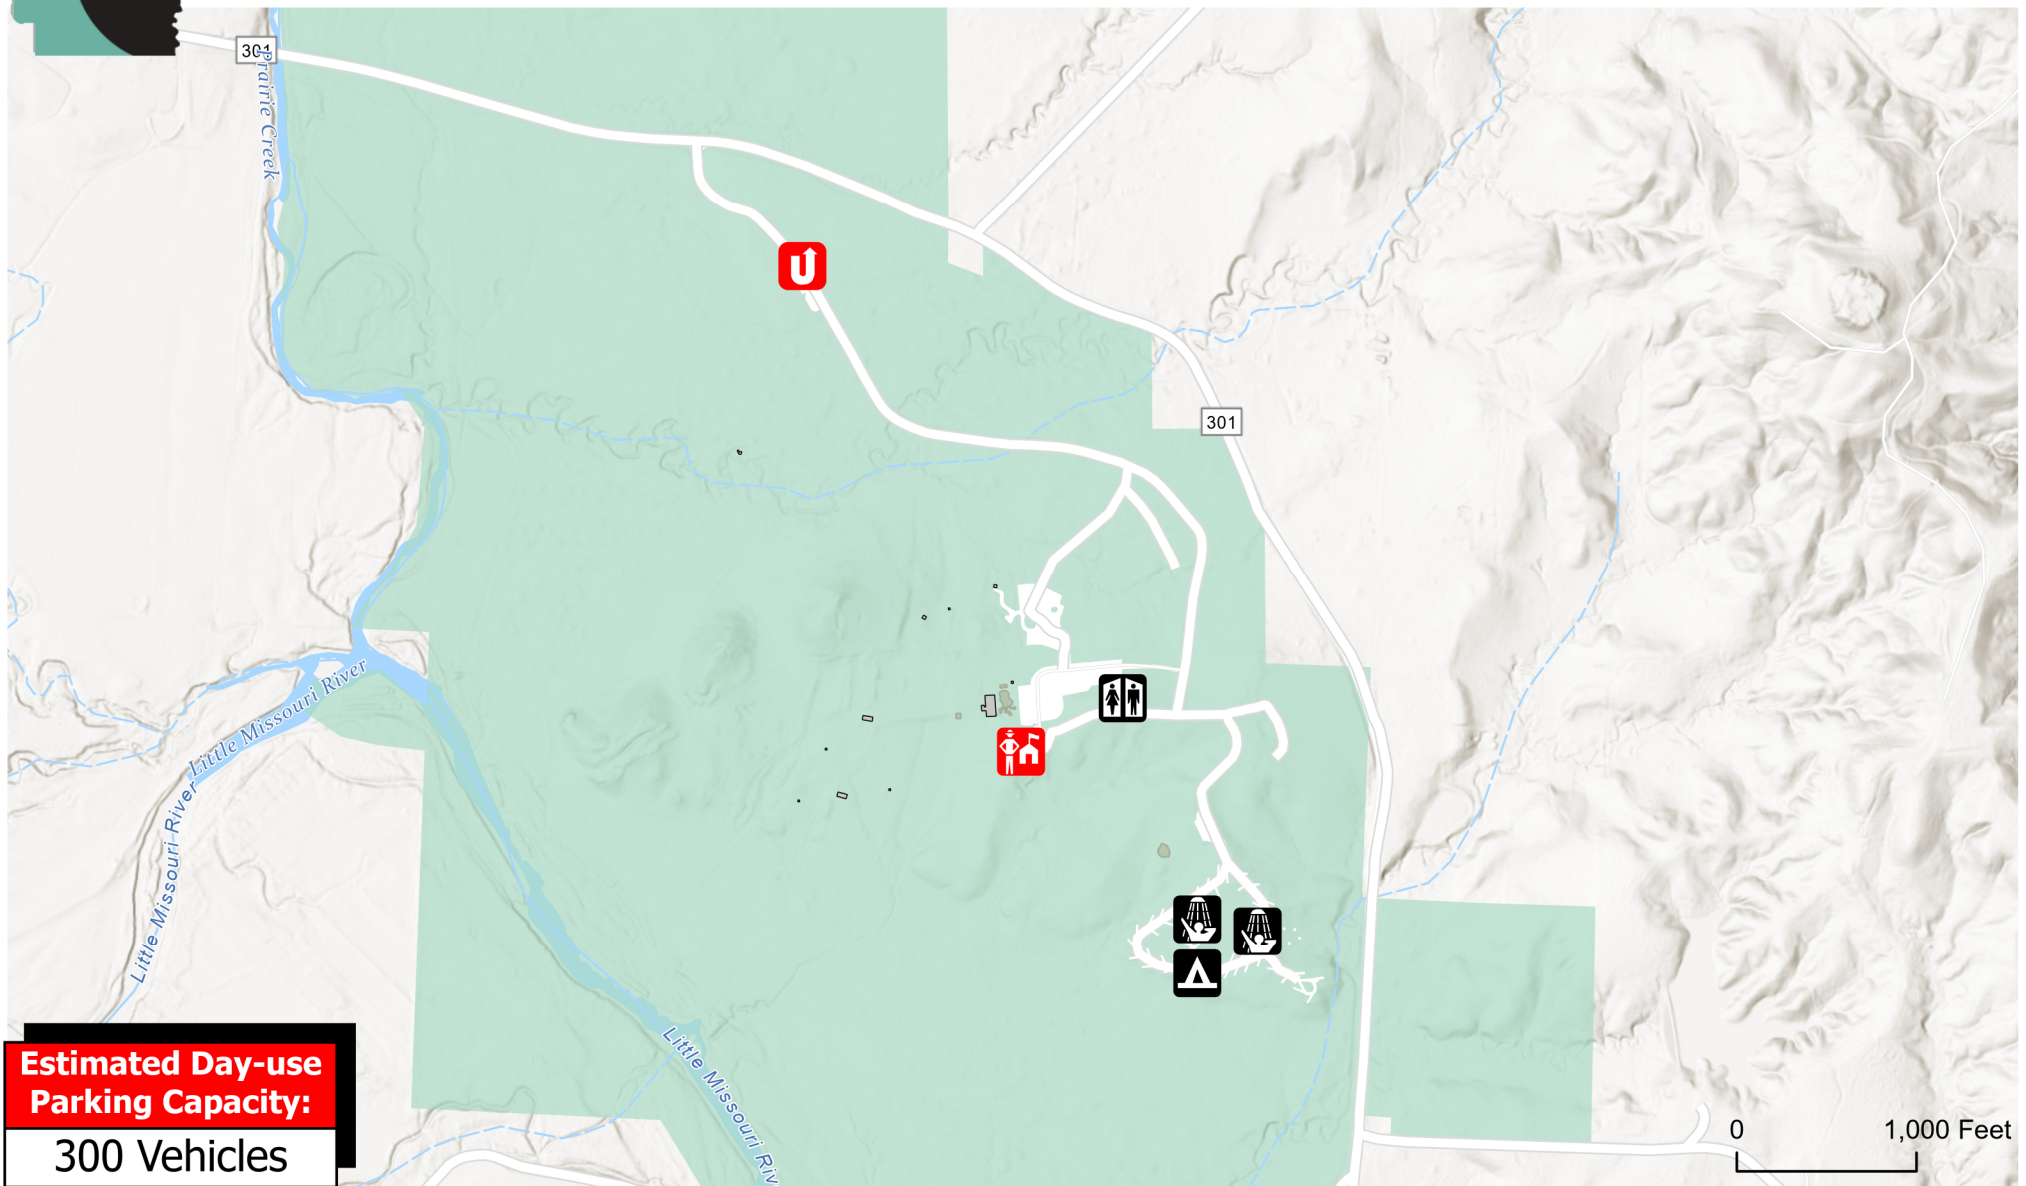 301
Prairie Creek
301
Little Missouri River
Little Missouri River
Little Missouri Riv
Estimated Day-use
Parking Capacity:
300 Vehicles
0 1,000 Feet